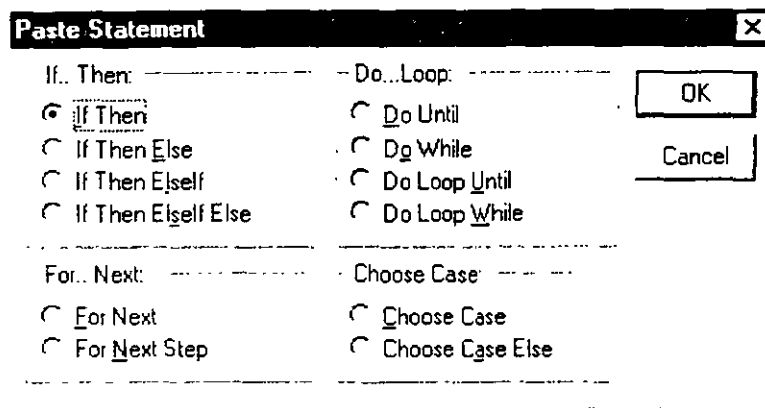 Paste Statement
If.. Then:
If Then
If Then Else
If Then ElseIf
If Then ElseIf Else
Do...Loop:
Do Until
Do While
Do Loop Until
Do Loop While
OK
Cancel
For.. Next:
For Next
For Next Step
Choose Case
Choose Case
Choose Case Else